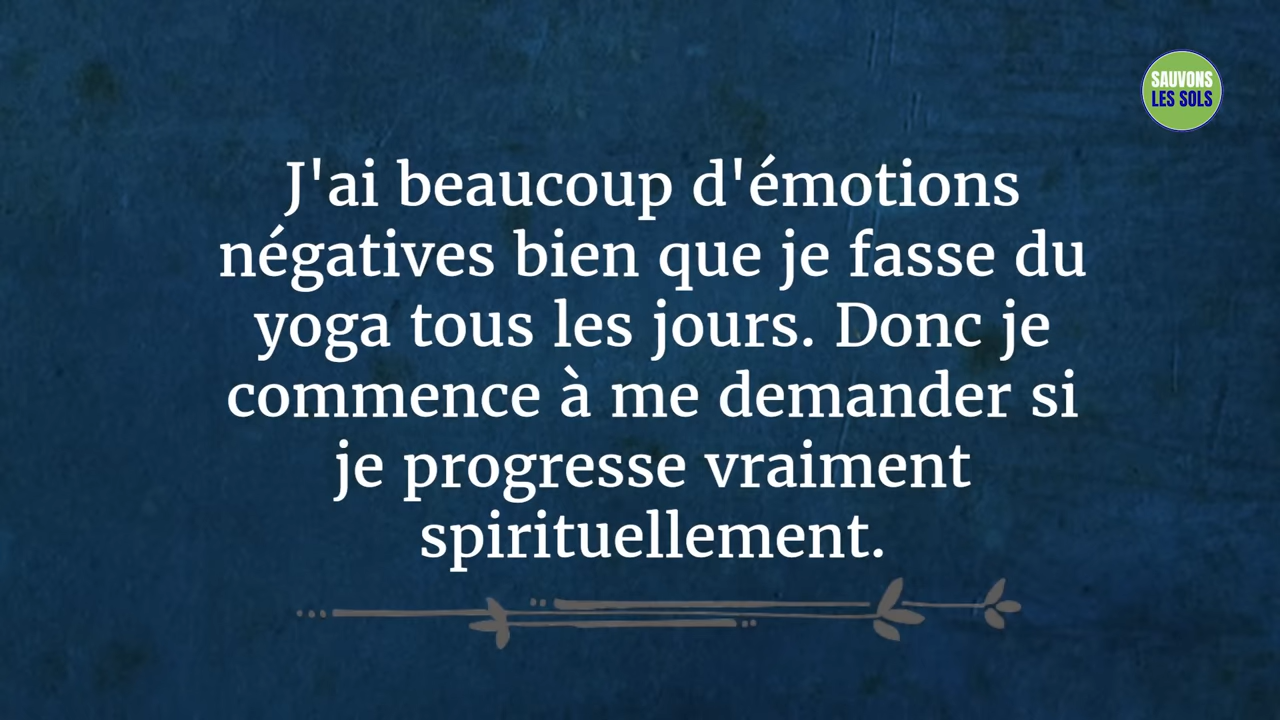 SAUVONS
LES SOLS
J'ai beaucoup d'émotions
négatives bien que je fasse du
yoga tous les jours. Donc je
commence à me demander si
je progresse vraiment
spirituellement.